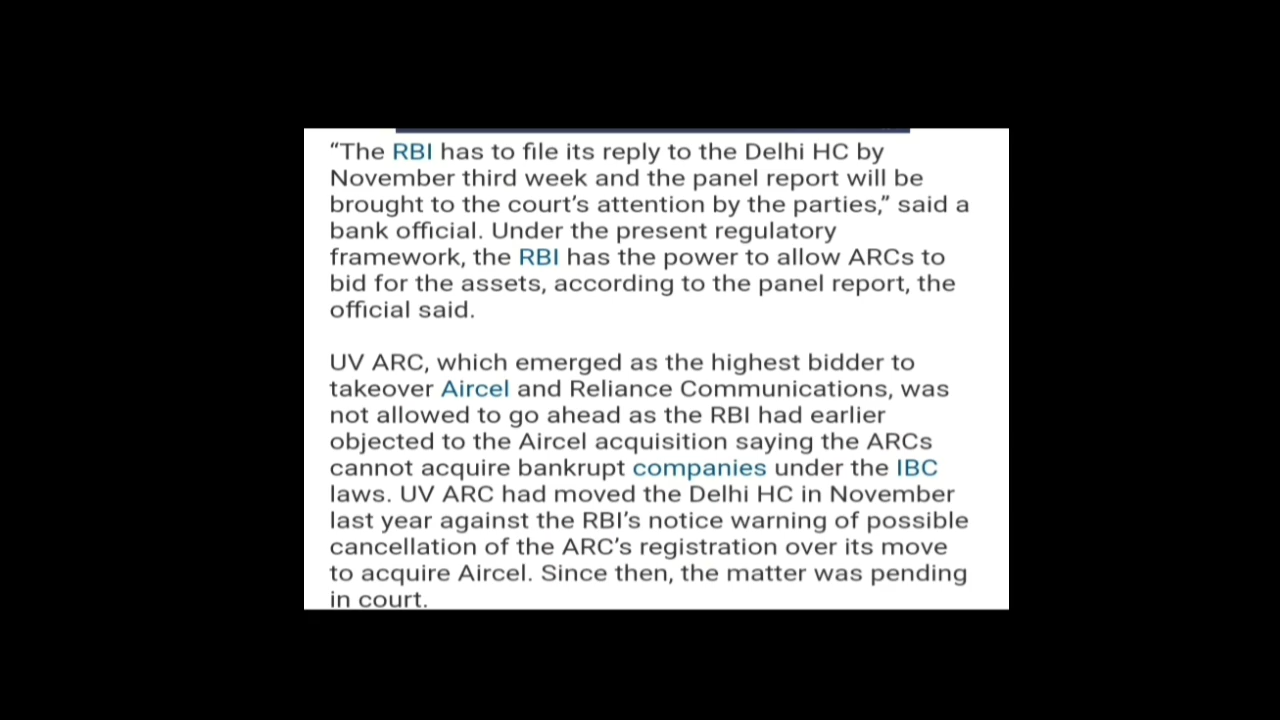 “The RBI has to file its reply to the Delhi HC by
November third week and the panel report will be
brought to the court’s attention by the parties,” said a
bank official. Under the present regulatory
framework, the RBI has the power to allow ARCs to
bid for the assets, according to the panel report, the
official said.
UV ARC, which emerged as the highest bidder to
takeover Aircel and Reliance Communications, was
not allowed to go ahead as the RBI had earlier
objected to the Aircel acquisition saying the ARCs
cannot acquire bankrupt companies under the IBC
laws. UV ARC had moved the Delhi HC in November
last year against the RBI’s notice warning of possible
cancellation of the ARC’s registration over its move
to acquire Aircel. Since then, the matter was pending
in court.